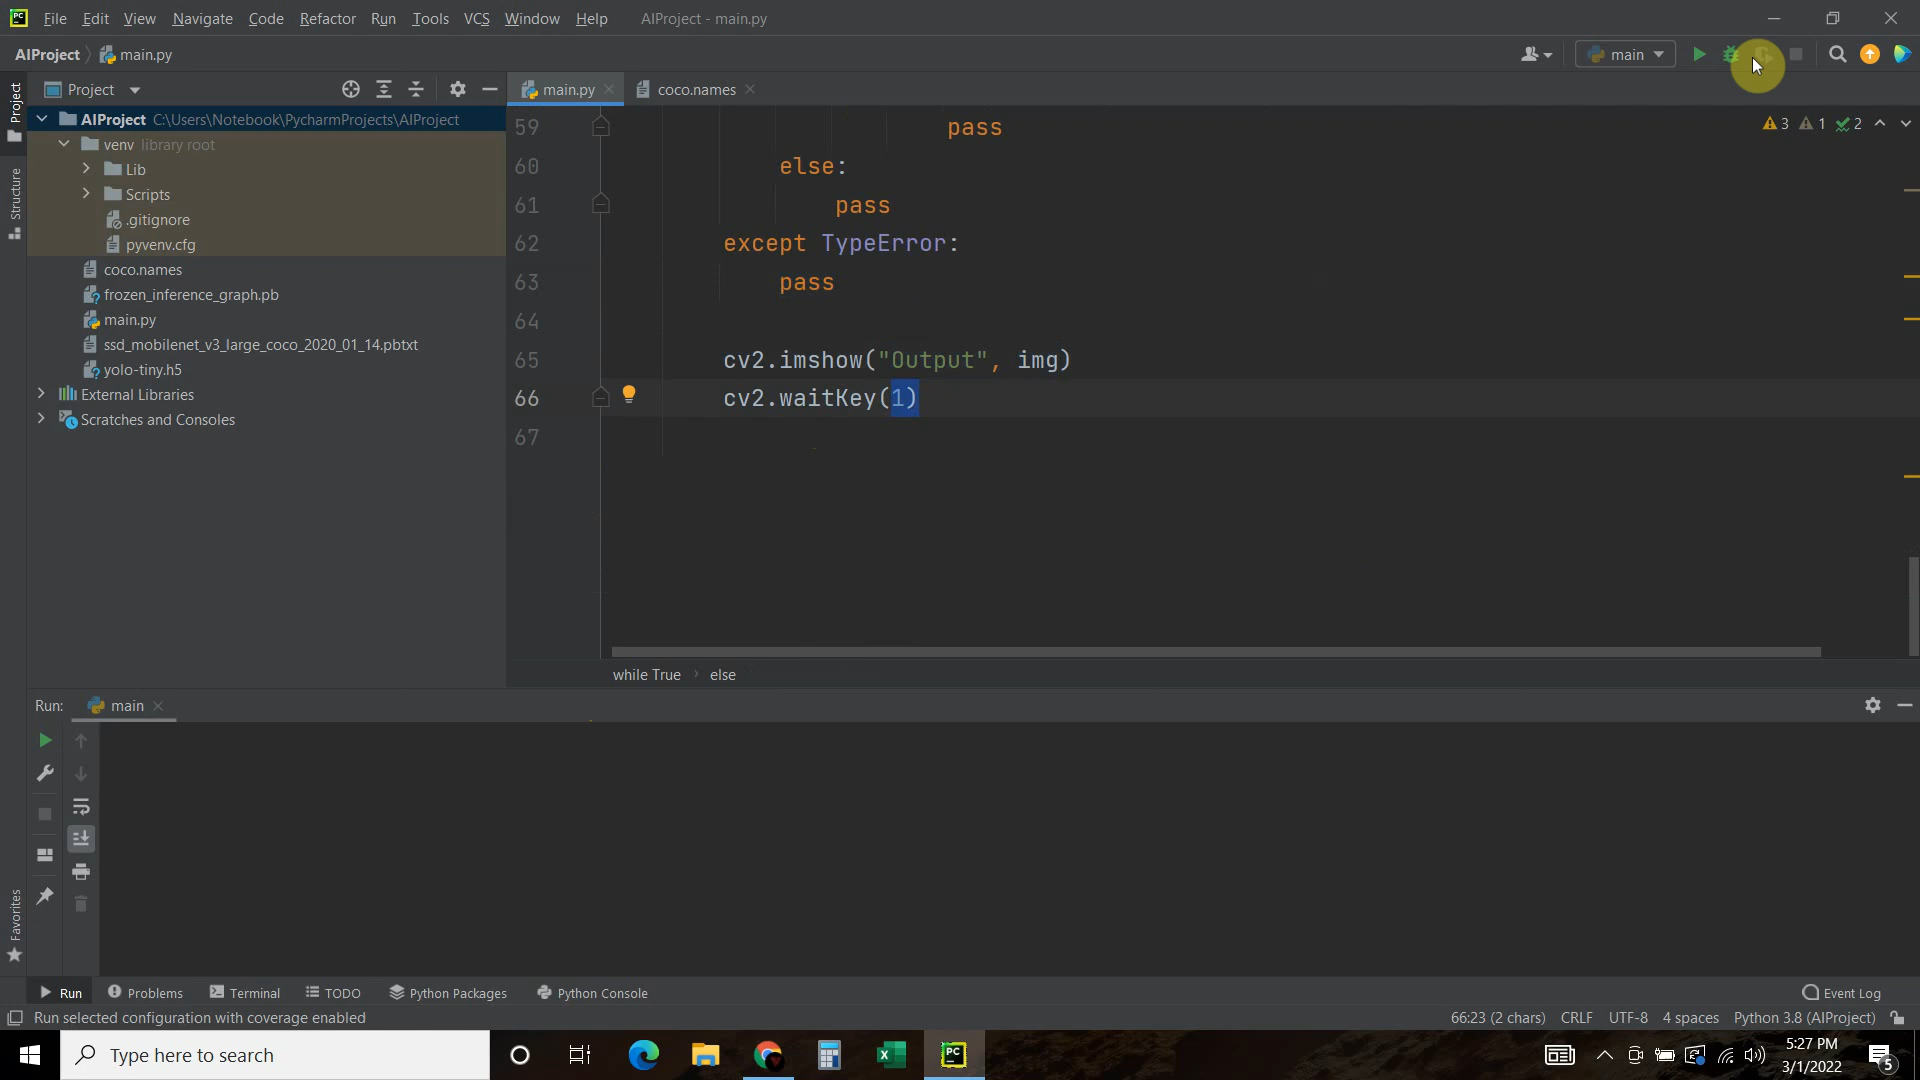 File Edit View Navigate Code Refactor Run Tools VCS Window Help AIProject - main.py
AIProject main.py main
Project main.py coco.names
AIProject C:\Users\Notebook\PycharmProjects\AIProject
venv library root
Lib
Scripts
.gitignore
pyvenv.cfg
coco.names
frozen_inference_graph.pb
main.py
ssd_mobilenet_v3_large_coco_2020_01_14.pbtxt
yolo-tiny.h5
External Libraries
Scratches and Consoles
Project
Structure
Favorites
3 1 2
59 pass
60 else:
61 pass
62 except TypeError:
63 pass
64
65 cv2.imshow("Output", img)
66 cv2.waitKey(1)
67
while True else
Run: main
Run Problems Terminal TODO Python Packages Python Console Event Log
Run selected configuration with coverage enabled 66:23 (2 chars) CRLF UTF-8 4 spaces Python 3.8 (AIProject)
Type here to search
5:27 PM
3/1/2022
5